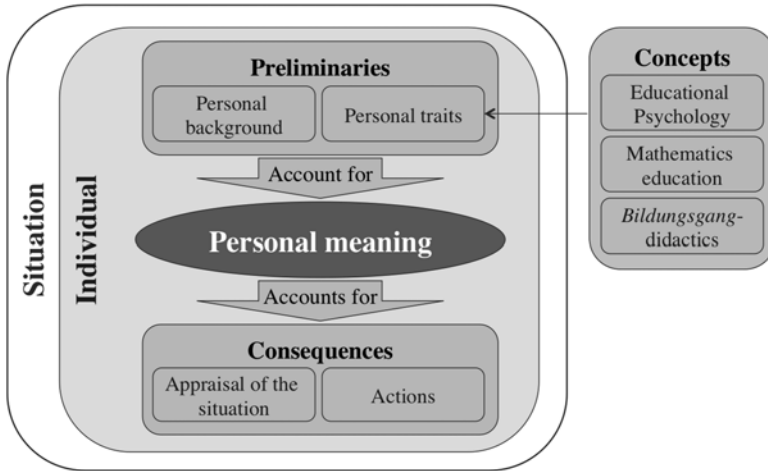 Situation
Individual
Preliminaries
Personal
background
Personal traits
Account for
Personal meaning
Accounts for
Consequences
Appraisal of the
situation
Actions
Concepts
Educational
Psychology
Mathematics
education
Bildungsgang-
didactics